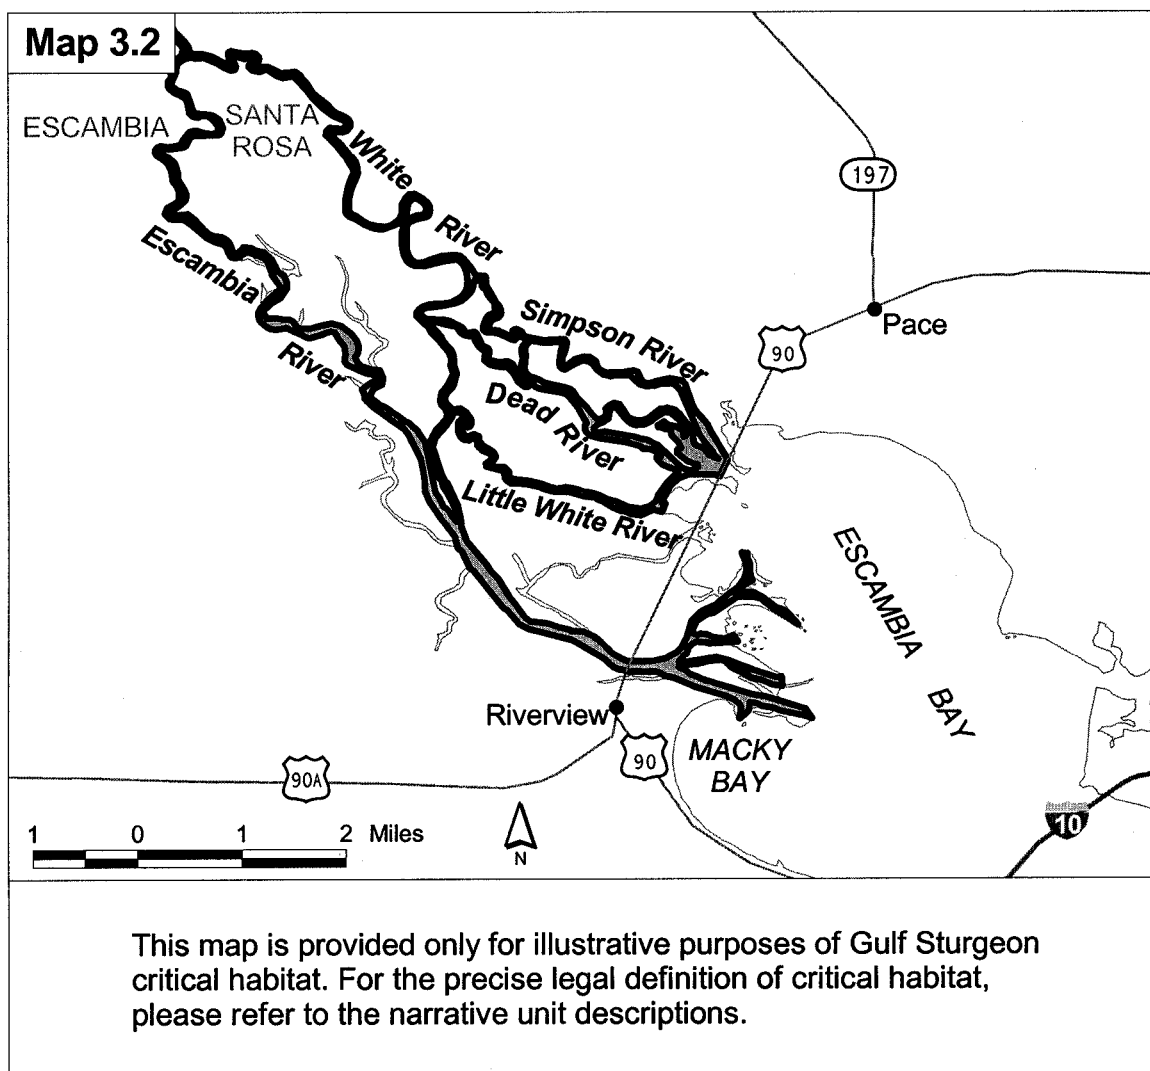 Map 3.2
ESCAMBIA
SANTA
ROSA
White
River
197
Escambia
River
Simpson River
Pace
90
Dead
River
Little White River
ESCAMBIA
BAY
Riverview
90
MACKY
BAY
90A
10
1 0 1 2 Miles
N
This map is provided only for illustrative purposes of Gulf Sturgeon
critical habitat. For the precise legal definition of critical habitat,
please refer to the narrative unit descriptions.